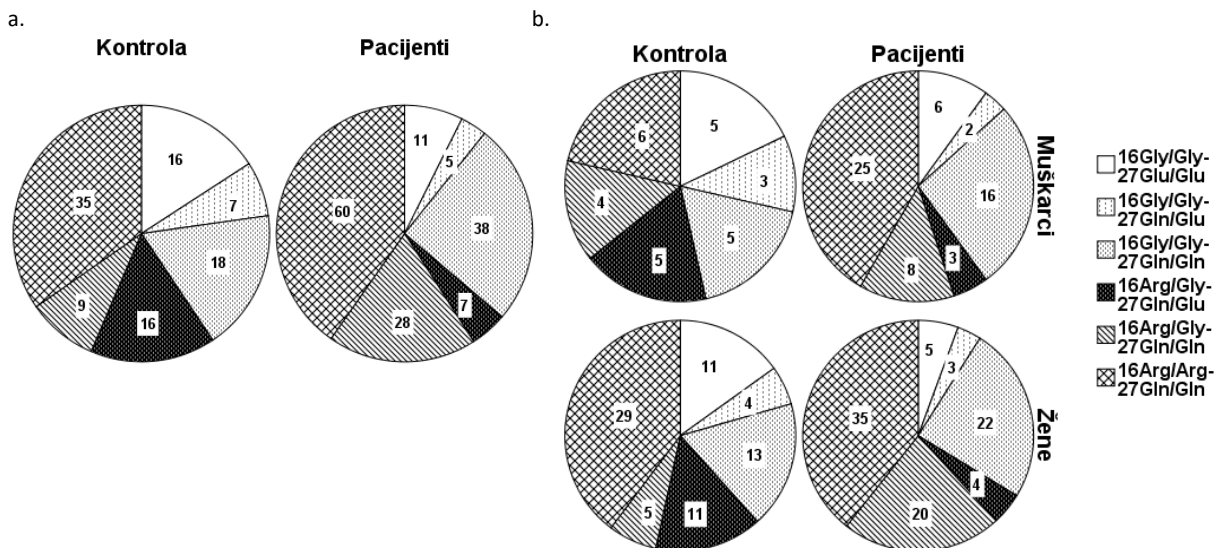 a.
Kontrola
Pacijenti
16
7
18
16
9
35
11
5
38
7
28
60
b.
Kontrola
Pacijenti
5
3
5
5
4
6
6
2
16
3
8
25
Muškarci
11
4
13
11
5
29
5
3
22
4
20
35
Žene
16Gly/Gly-
27Glu/Glu
16Gly/Gly-
27Gln/Glu
16Gly/Gly-
27Gln/Gln
16Arg/Gly-
27Gln/Glu
16Arg/Gly-
27Gln/Gln
16Arg/Arg-
27Gln/Gln